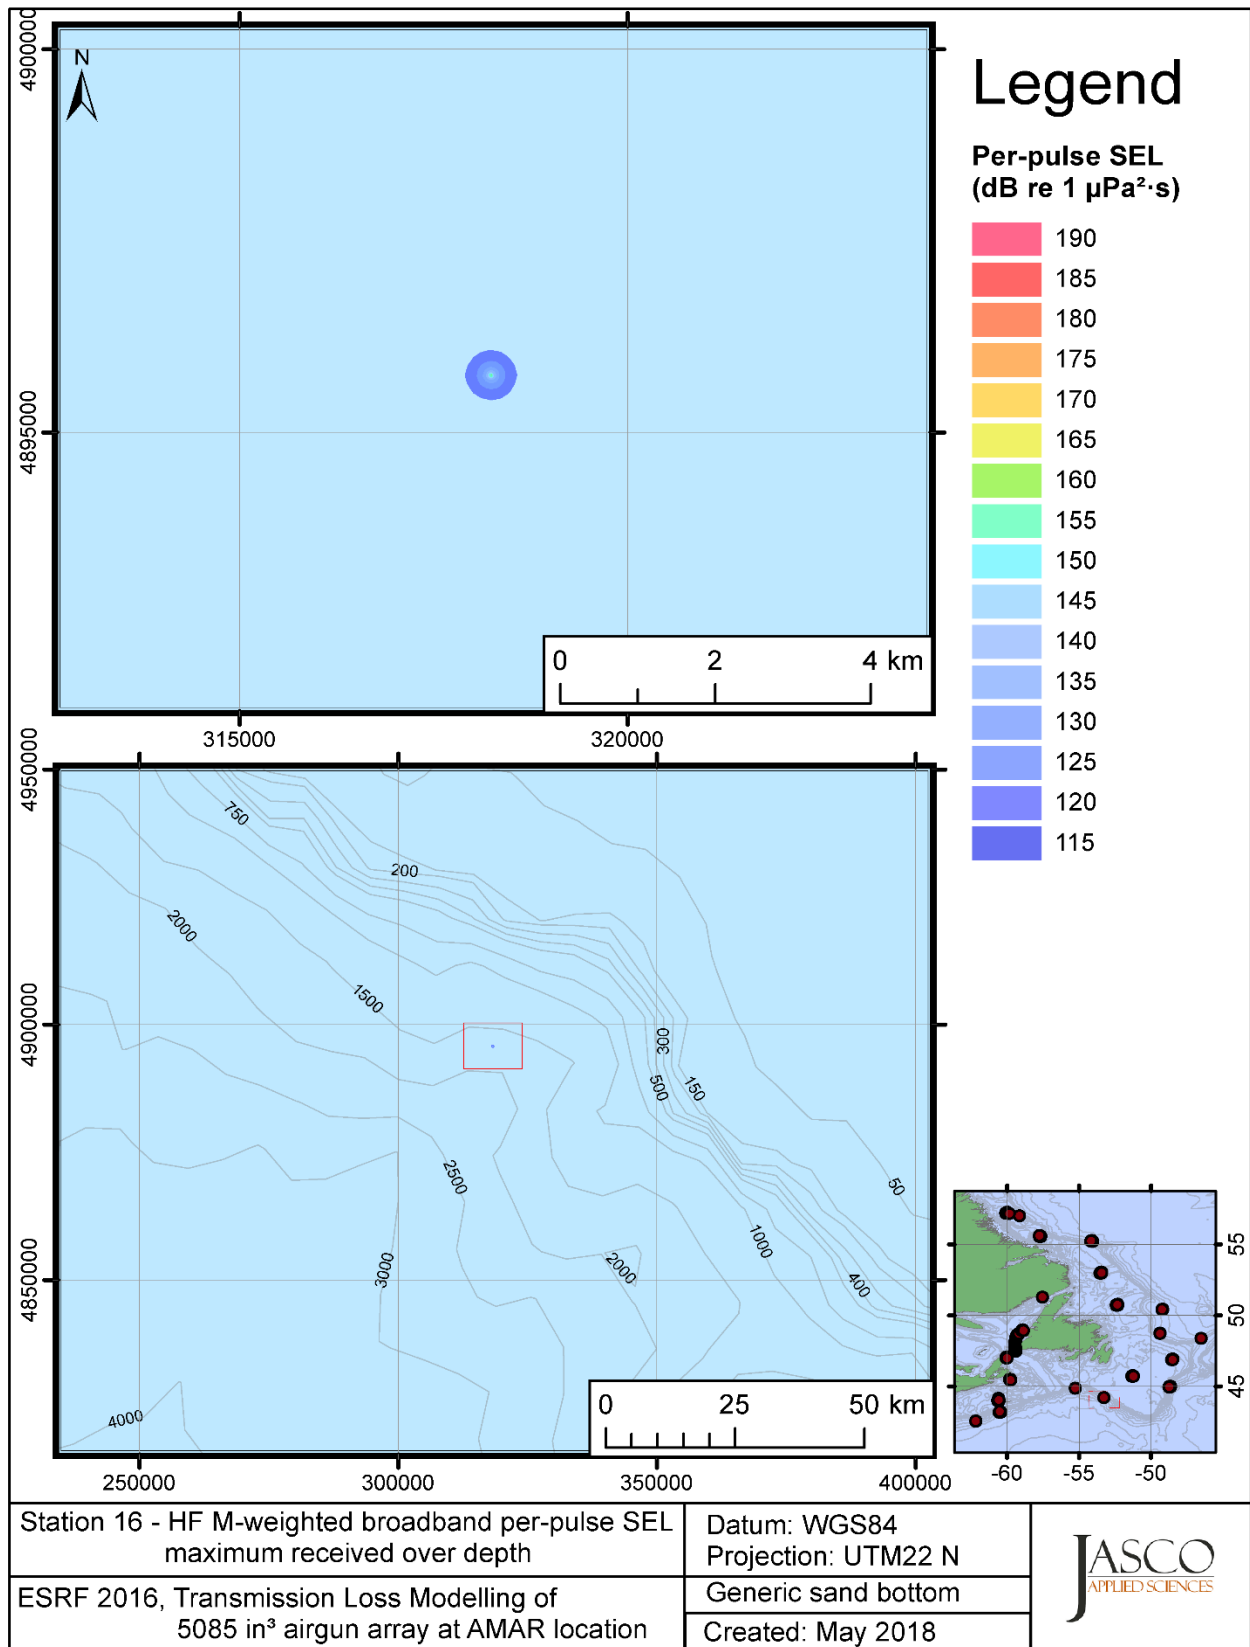 N
4900000
4895000
315000
320000
0 2 4 km
Legend
Per-pulse SEL
(dB re 1 µPa²·s)
190
185
180
175
170
165
160
155
150
145
140
135
130
125
120
115
4950000
4900000
4850000
250000
300000
350000
400000
750
200
2000
1500
300
500
150
2500
50
1000
3000
2000
400
4000
0 25 50 km
55
50
45
-60
-55
-50
Station 16 - HF M-weighted broadband per-pulse SEL
maximum received over depth
ESRF 2016, Transmission Loss Modelling of
5085 in³ airgun array at AMAR location
Datum: WGS84
Projection: UTM22 N
Generic sand bottom
Created: May 2018
JASCO
APPLIED SCIENCES